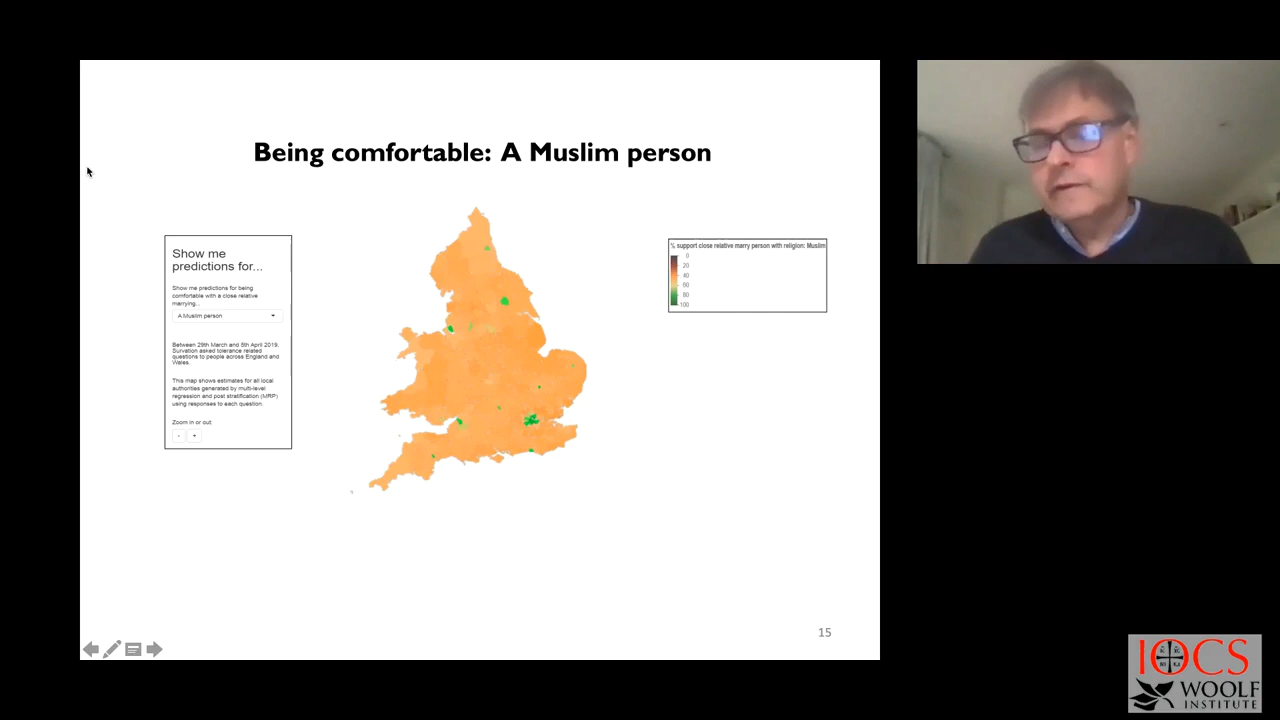 Being comfortable: A Muslim person
Show me
predictions for...
Show me predictions for being
comfortable with a close relative
marrying...
A Muslim person
Between 29th March and 5th April 2019,
Survation asked tolerance related
questions to people across England and
Wales.
This map shows estimates for all local
authorities generated by multi-level
regression and post stratification (MRP)
using responses to each question.
Zoom in or out
- +
% support close relative marry person with religion: Muslim
0
20
40
60
80
100
15
IOCS
WOOLF
INSTITUTE